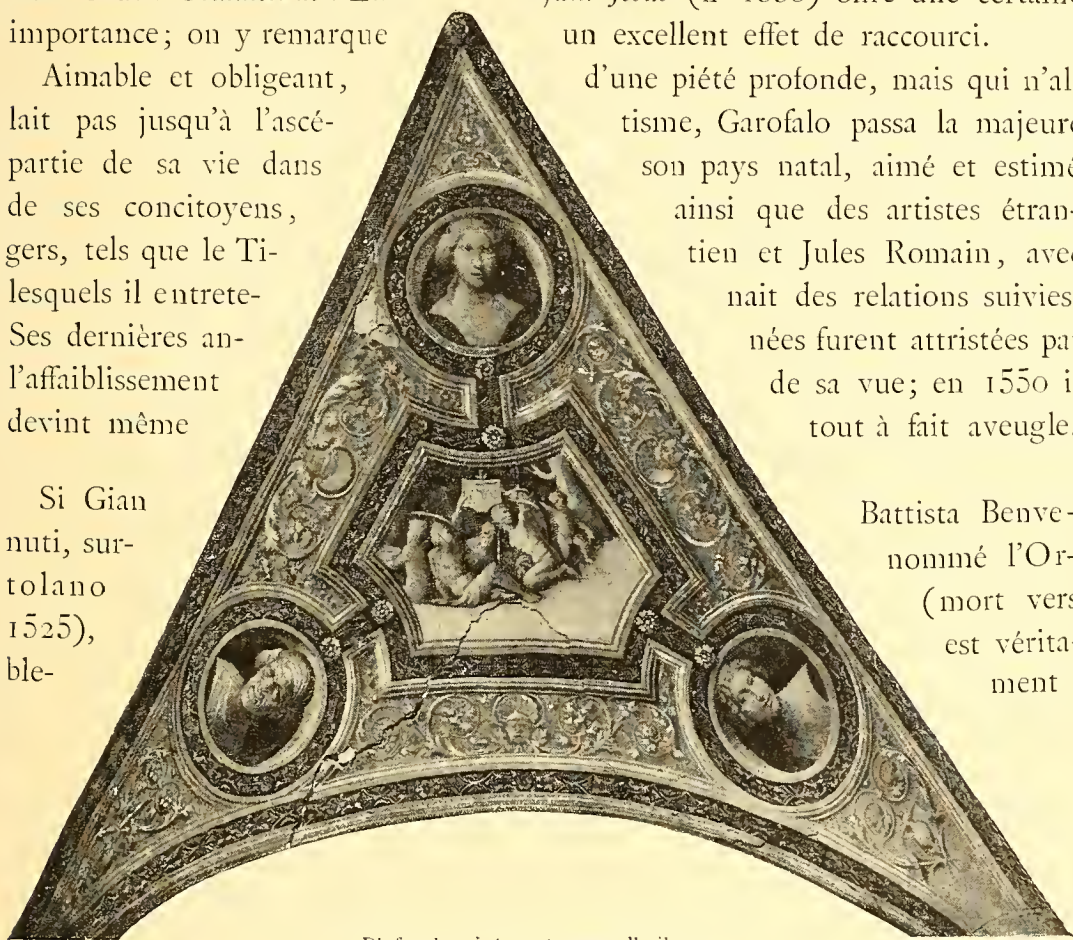 offre une certaine
importance; on y remarque un excellent effet de raccourci.
Aimable et obligeant, d'une piété profonde, mais qui n'al
lait pas jusqu'à l'ascé- tisme, Garofalo passa la majeure
partie de sa vie dans son pays natal, aimé et estimé
de ses concitoyens, ainsi que des artistes étran-
gers, tels que le Ti- tien et Jules Romain, avec
lesquels il entrete- nait des relations suivies
Ses dernières an- nées furent attristées pa
l'affaiblissement de sa vue; en 1550 i
devint même tout à fait aveugle.
Si Gian Battista Benve-
nuti, sur- nommé l'Or-
tolano (mort vers
1525), est vérita-
ble- ment